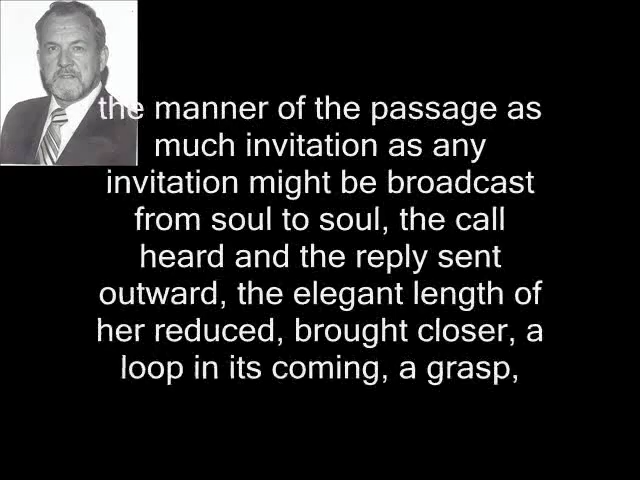 the manner of the passage as
much invitation as any
invitation might be broadcast
from soul to soul, the call
heard and the reply sent
outward, the elegant length of
her reduced, brought closer, a
loop in its coming, a grasp,